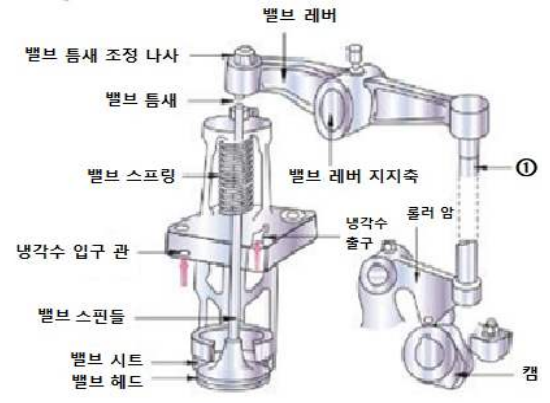 밸브 레버
밸브 틈새 조정 나사
밸브 틈새
밸브 스프링
밸브 레버 지지축
①
냉각수
출구
롤러 암
냉각수 입구 관
밸브 스핀들
밸브 시트
밸브 헤드
캠